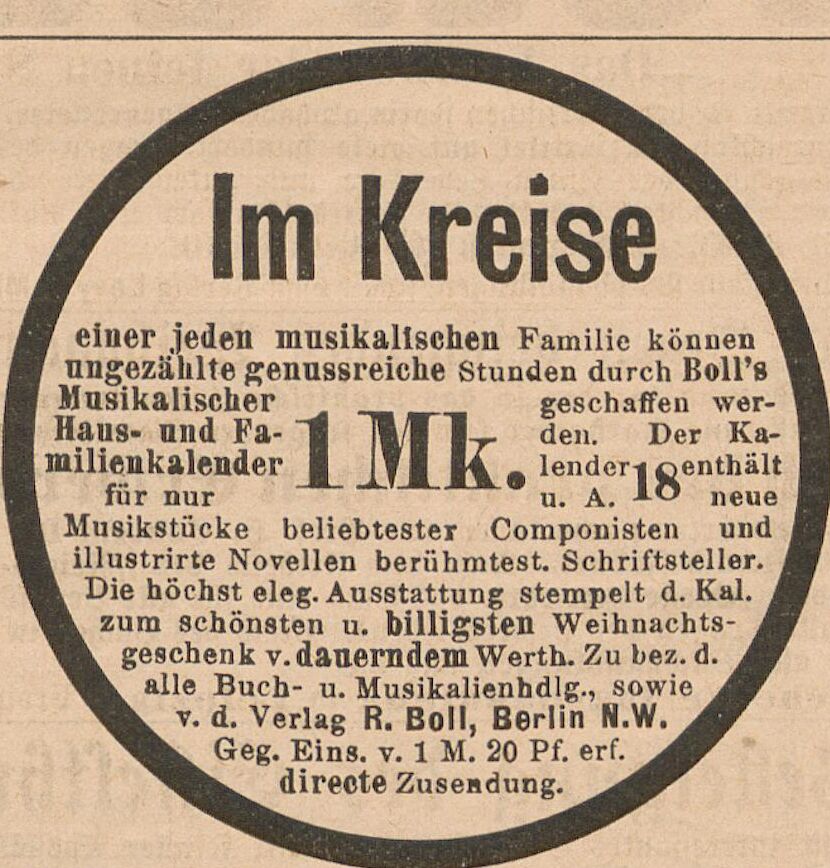 Im Kreise
einer jeden musikalischen Familie können
ungezählte genussreiche Stunden durch Boll's
Musikalischer
Haus- und Fa-
milienkalender
für nur
1 Mk.
geschaffen wer-
den. Der Ka-
lender enthält
u. A. 18 neue
Musikstücke beliebtester Componisten und
illustrirte Novellen berühmtest. Schriftsteller.
Die höchst eleg. Ausstattung stempelt d. Kal.
zum schönsten u. billigsten Weihnachts-
geschenk v. dauerndem Werth. Zu bez. d.
alle Buch- u. Musikalienhdlg., sowie
v. d. Verlag R. Boll, Berlin N.W.
Geg. Eins. v. 1 M. 20 Pf. erf.
directe Zusendung.